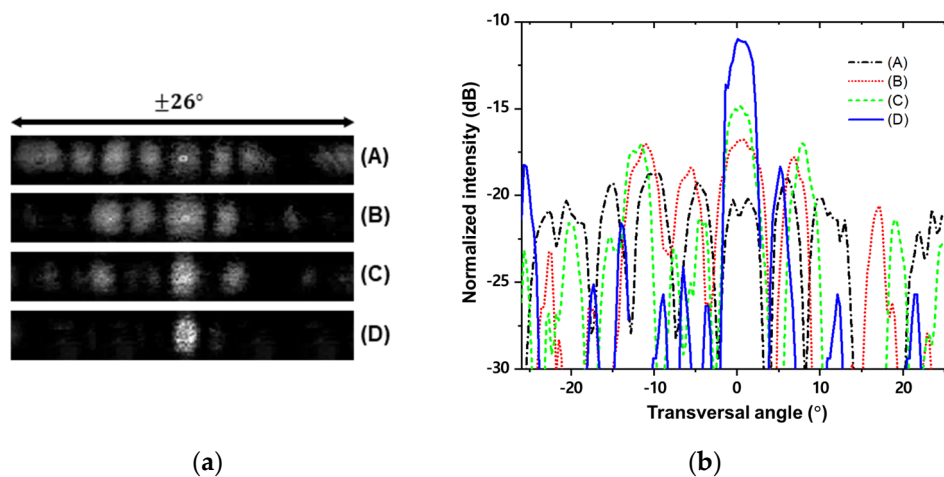 ±26°
(A)
(B)
(C)
(D)
-10
-15
-20
-25
-30
Normalized intensity (dB)
-20
-10
0
10
20
Transversal angle (°)
(A)
(B)
(C)
(D)
(a)
(b)